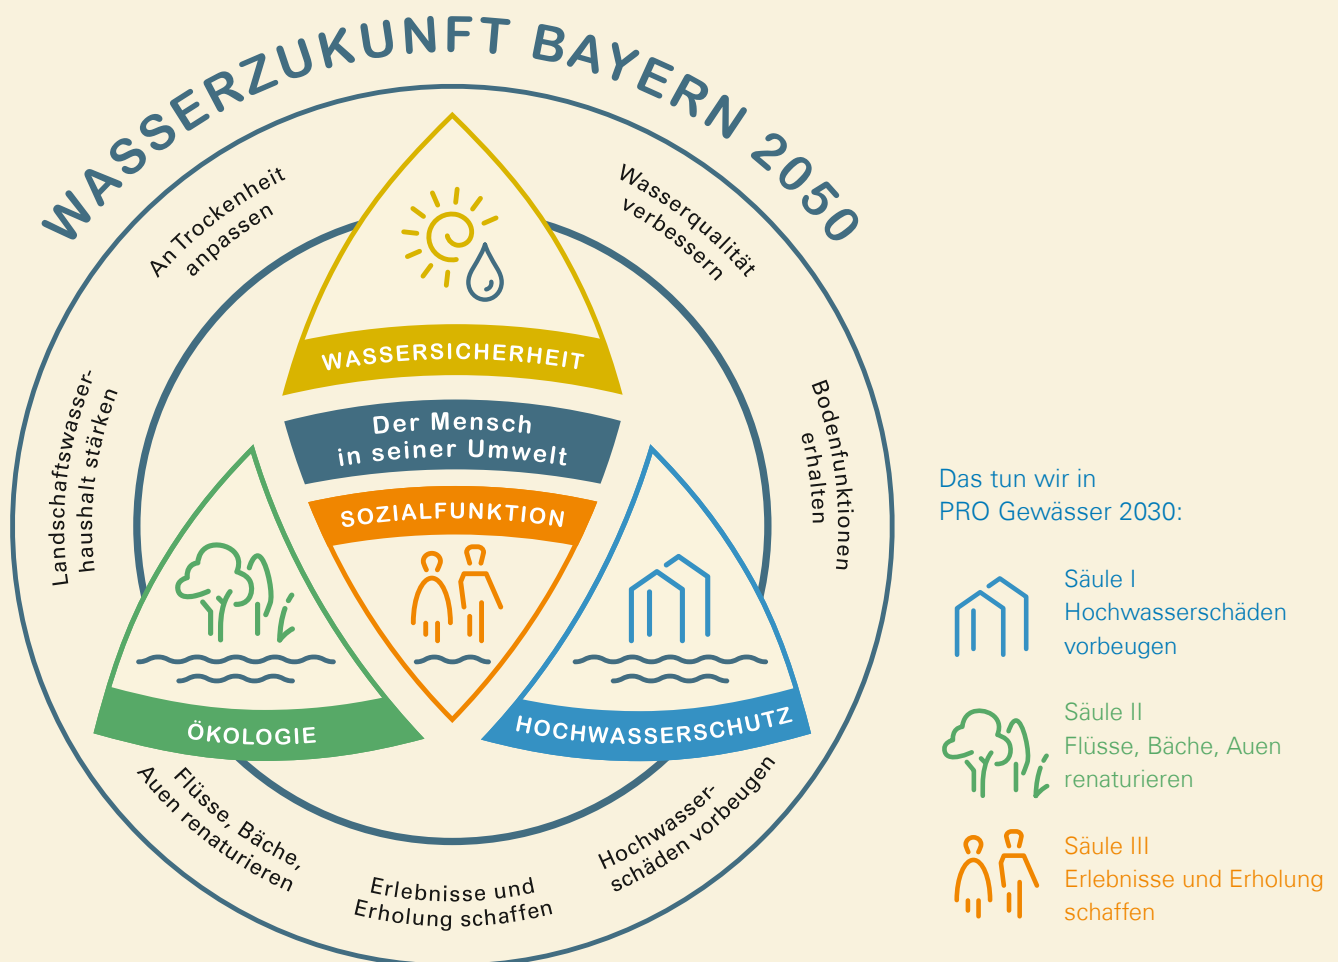 WASSERZUKUNFT BAYERN 2050
An Trockenheit
anpassen
Wasserqualität
verbessern
Landschaftswasser-
haushalt stärken
Bodenfunktionen
erhalten
WASSERSICHERHEIT
Der Mensch
in seiner Umwelt
SOZIALFUNKTION
ÖKOLOGIE
HOCHWASSERSCHUTZ
Flüsse, Bäche,
Auen renaturieren
Erlebnisse und
Erholung schaffen
Hochwasser-
schäden vorbeugen
Das tun wir in
PRO Gewässer 2030:
Säule I
Hochwasserschäden
vorbeugen
Säule II
Flüsse, Bäche, Auen
renaturieren
Säule III
Erlebnisse und Erholung
schaffen